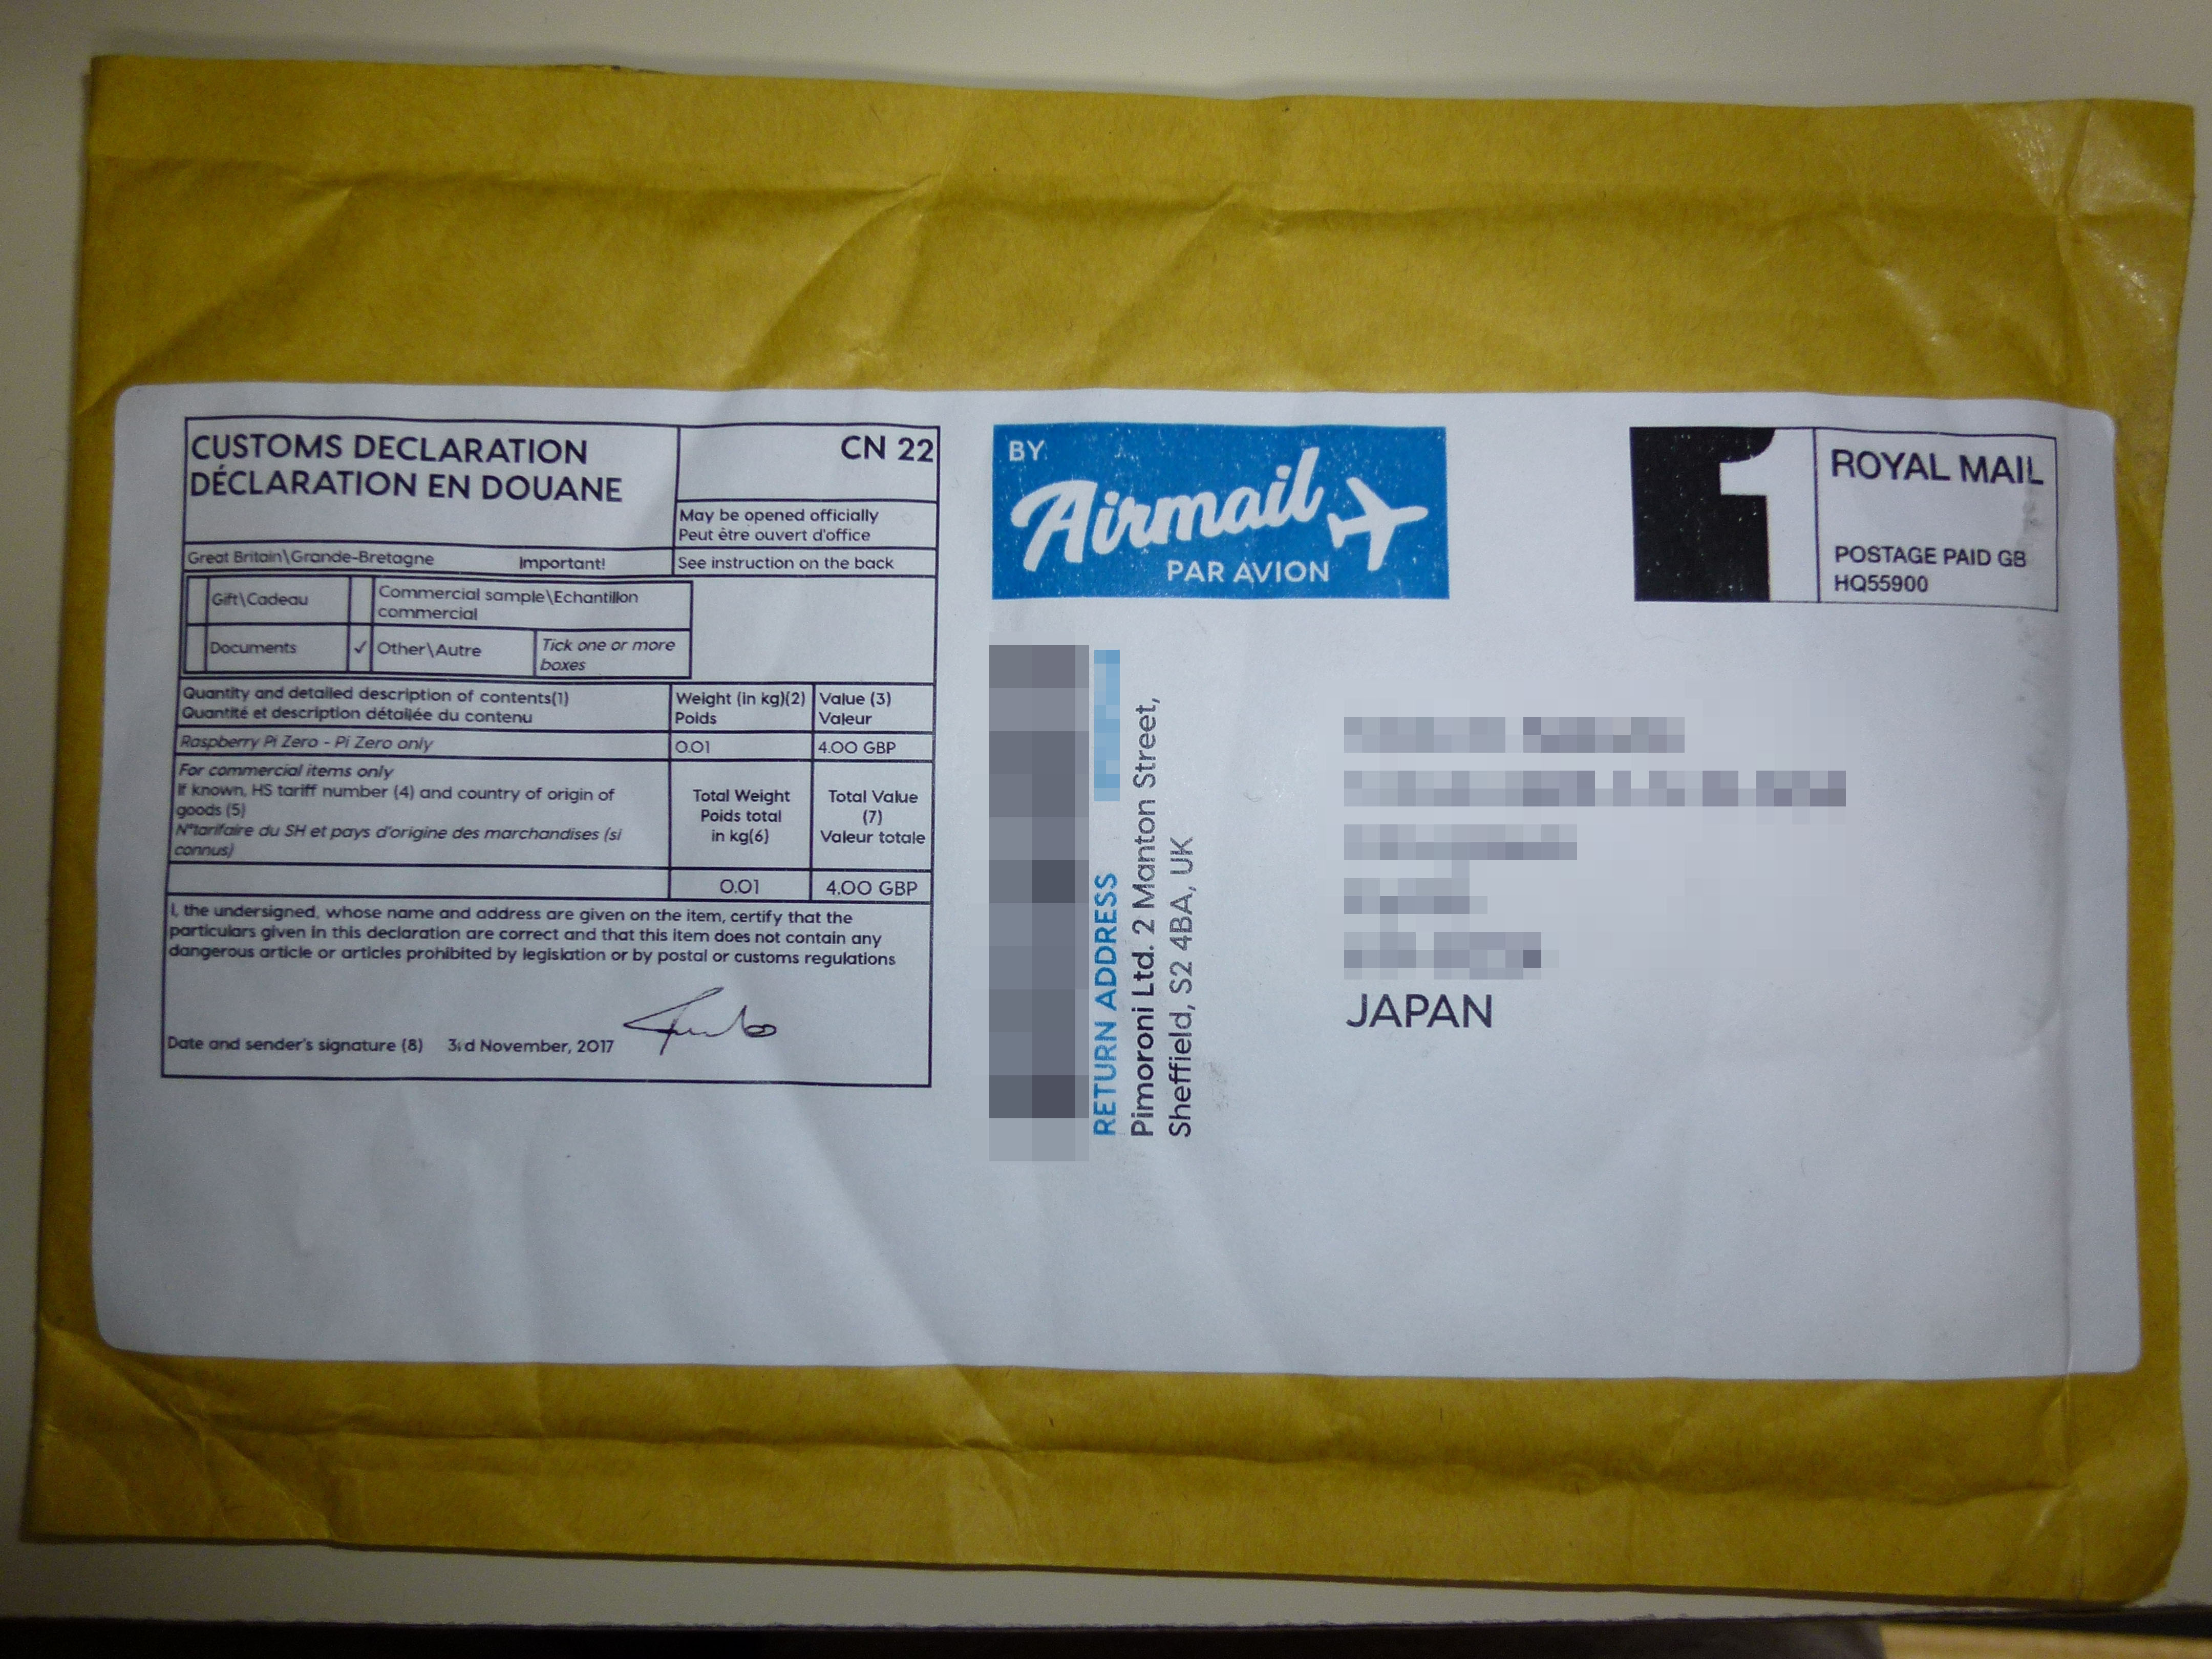 CUSTOMS DECLARATION
DÉCLARATION EN DOUANE
CN 22
May be opened officially
Peut être ouvert d'office
Great Britain\Grande-Bretagne Important!
See instruction on the back
Gift\Cadeau
Commercial sample\Echantillon
commercial
Documents
✓ Other\Autre
Tick one or more
boxes
Quantity and detailed description of contents(1)
Quantité et description détaillée du contenu
Weight (in kg)(2)
Poids
Value (3)
Valeur
Raspberry Pi Zero - Pi Zero only
0.01
4.00 GBP
For commercial items only
If known, HS tariff number (4) and country of origin of
goods (5)
N°tarifaire du SH et pays d'origine des marchandises (si
connus)
Total Weight
Poids total
in kg(6)
Total Value
(7)
Valeur totale
0.01
4.00 GBP
I, the undersigned, whose name and address are given on the item, certify that the
particulars given in this declaration are correct and that this item does not contain any
dangerous article or articles prohibited by legislation or by postal or customs regulations
Date and sender's signature (8) 3rd November, 2017
BY
Airmail
PAR AVION
RETURN ADDRESS
Pimoroni Ltd. 2 Manton Street,
Sheffield, S2 4BA, UK
1
ROYAL MAIL
POSTAGE PAID GB
HQ55900
JAPAN